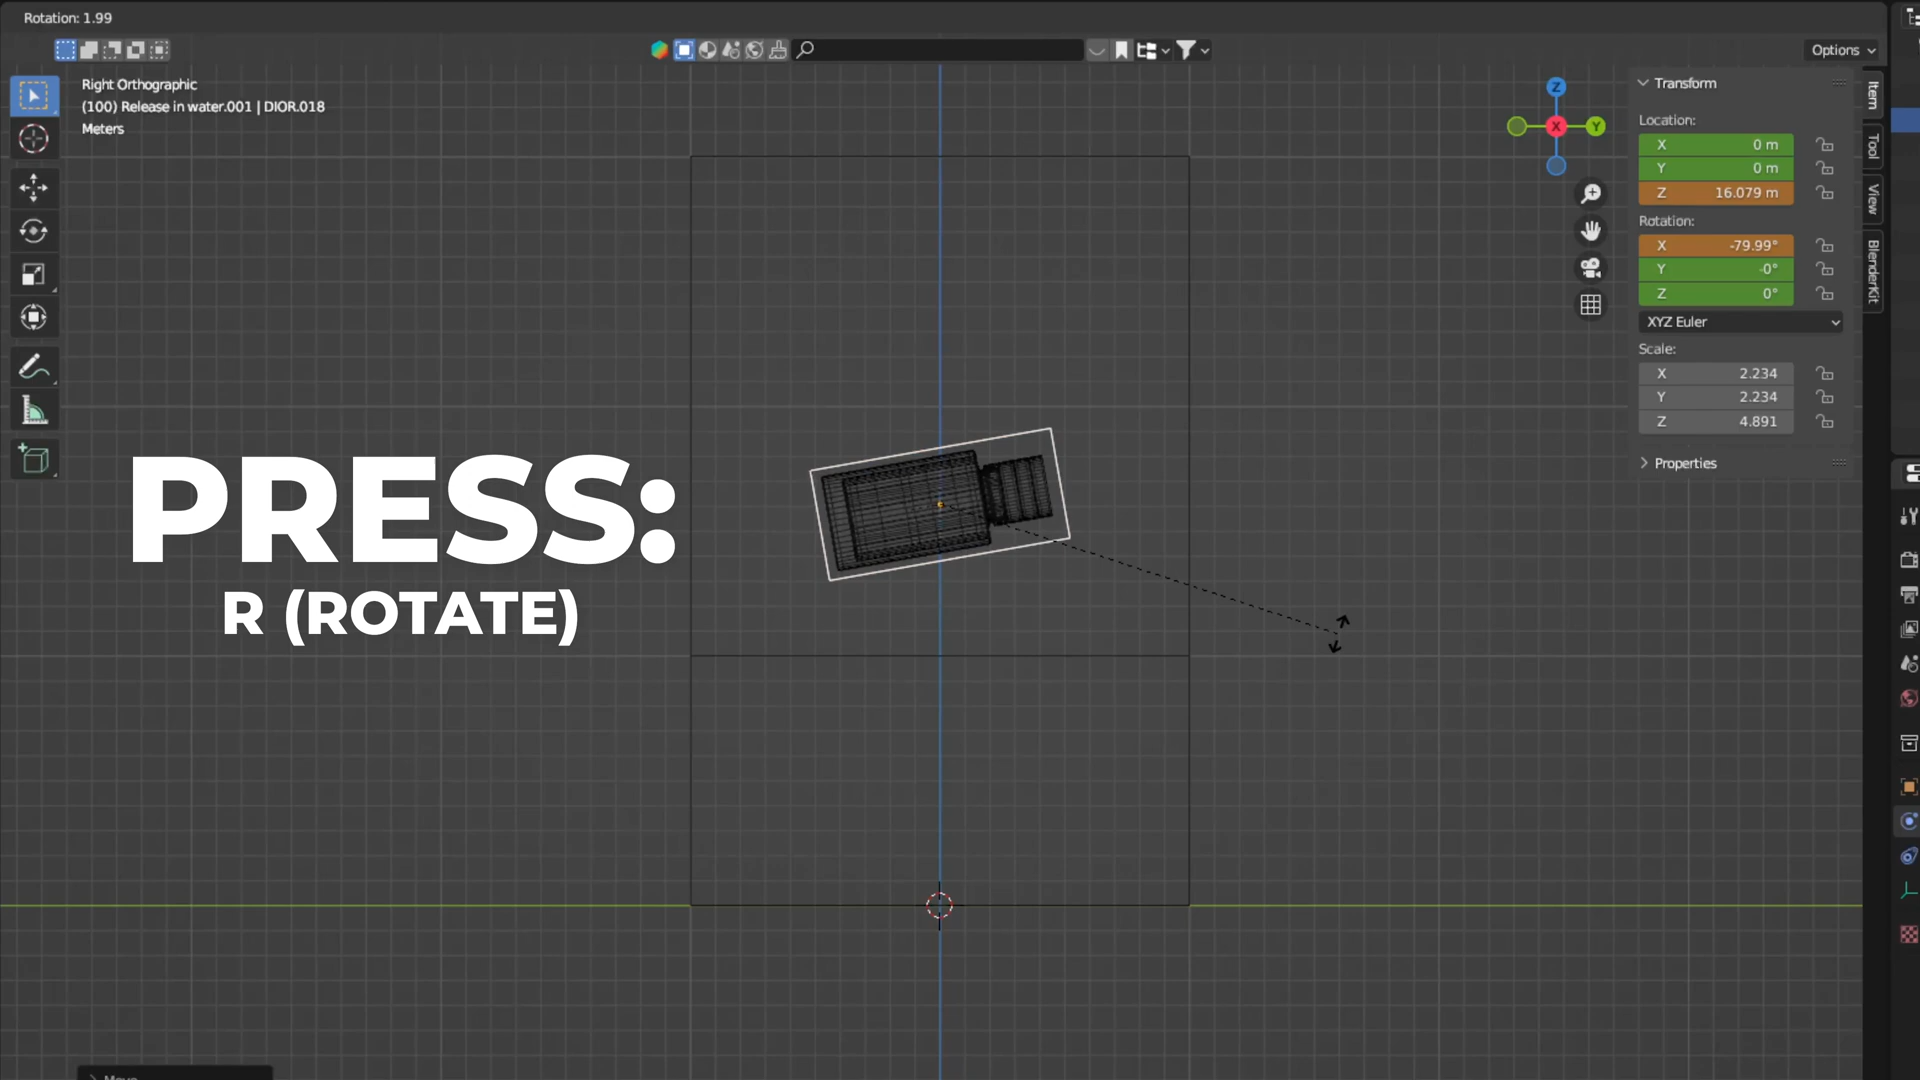 Rotation: 1.99
Options
Right Orthographic
(100) Release in water.001 | DIOR.018
Meters
Z
X
Y
Transform
Location:
X 0 m
Y 0 m
Z 16.079 m
Rotation:
X -79.99°
Y -0°
Z 0°
XYZ Euler
Scale:
X 2.234
Y 2.234
Z 4.891
Properties
Item
Tool
View
BlenderKit
PRESS:
R (ROTATE)
Move